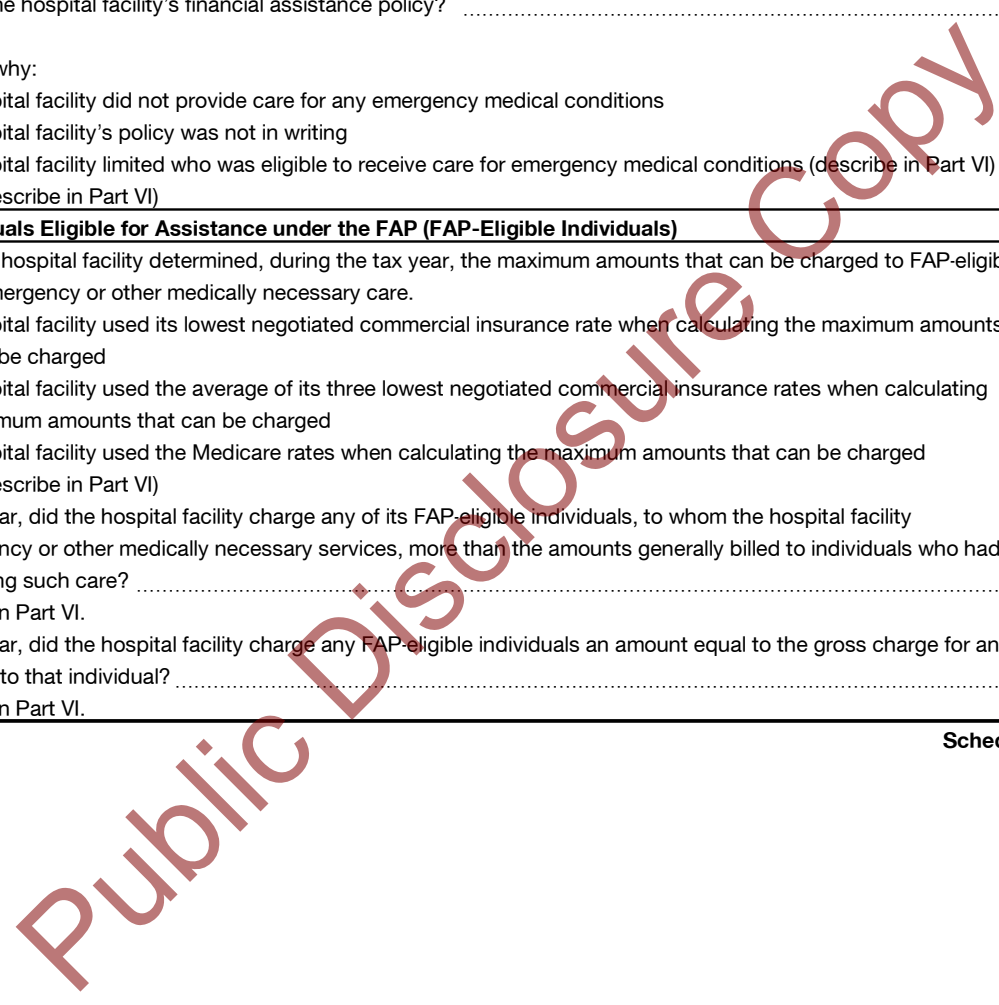 he hospital facility's financial assistance policy?
why:
ital facility did not provide care for any emergency medical conditions
ital facility's policy was not in writing
ital facility limited who was eligible to receive care for emergency medical conditions (describe in Part VI)
escribe in Part VI)
uals Eligible for Assistance under the FAP (FAP-Eligible Individuals)
hospital facility determined, during the tax year, the maximum amounts that can be charged to FAP-eligib
mergency or other medically necessary care.
ital facility used its lowest negotiated commercial insurance rate when calculating the maximum amounts
be charged
ital facility used the average of its three lowest negotiated commercial insurance rates when calculating
mum amounts that can be charged
ital facility used the Medicare rates when calculating the maximum amounts that can be charged
escribe in Part VI)
ar, did the hospital facility charge any of its FAP-eligible individuals, to whom the hospital facility
ncy or other medically necessary services, more than the amounts generally billed to individuals who had
ng such care?
n Part VI.
ar, did the hospital facility charge any FAP-eligible individuals an amount equal to the gross charge for an
to that individual?
n Part VI.
Sched
Public Disclosure Copy